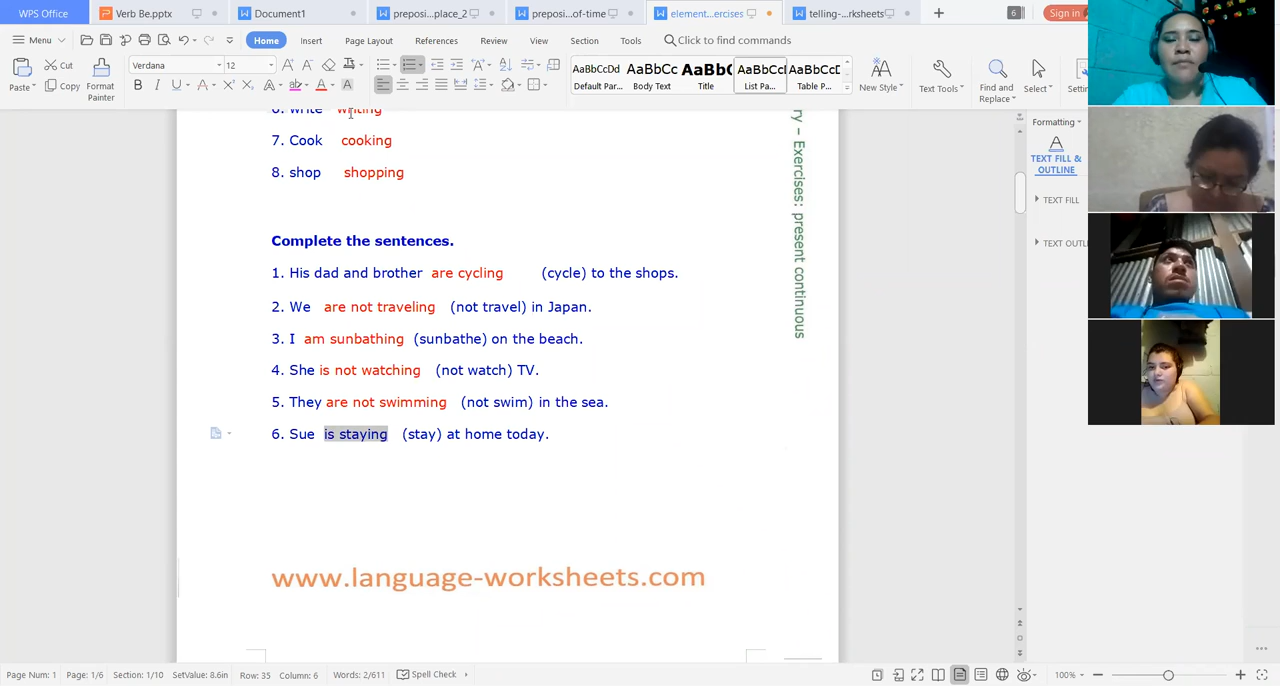 WPS Office
Verb Be.pptx
Document1
preposi...place_2
preposi...of-time
element...ercises
telling-...rksheets
6
Sign in
Menu
Home
Insert
Page Layout
References
Review
View
Section
Tools
Click to find commands
Paste
Cut
Copy
Format Painter
Verdana
12
B I U
AaBbCcDd
Default Par...
AaBbCc
Body Text
AaBb
Title
AaBbCcI
List Pa...
AaBbCcD
Table P...
New Style
Text Tools
Find and Replace
Select
6. Write writing
7. Cook cooking
8. shop shopping
Complete the sentences.
1. His dad and brother are cycling (cycle) to the shops.
2. We are not traveling (not travel) in Japan.
3. I am sunbathing (sunbathe) on the beach.
4. She is not watching (not watch) TV.
5. They are not swimming (not swim) in the sea.
6. Sue is staying (stay) at home today.
www.language-worksheets.com
ry – Exercises: present continuous
Formatting
TEXT FILL & OUTLINE
TEXT FILL
Page Num: 1
Page: 1/6
Section: 1/10
SetValue: 8.6in
Row: 35
Column: 6
Words: 2/611
Spell Check
100%